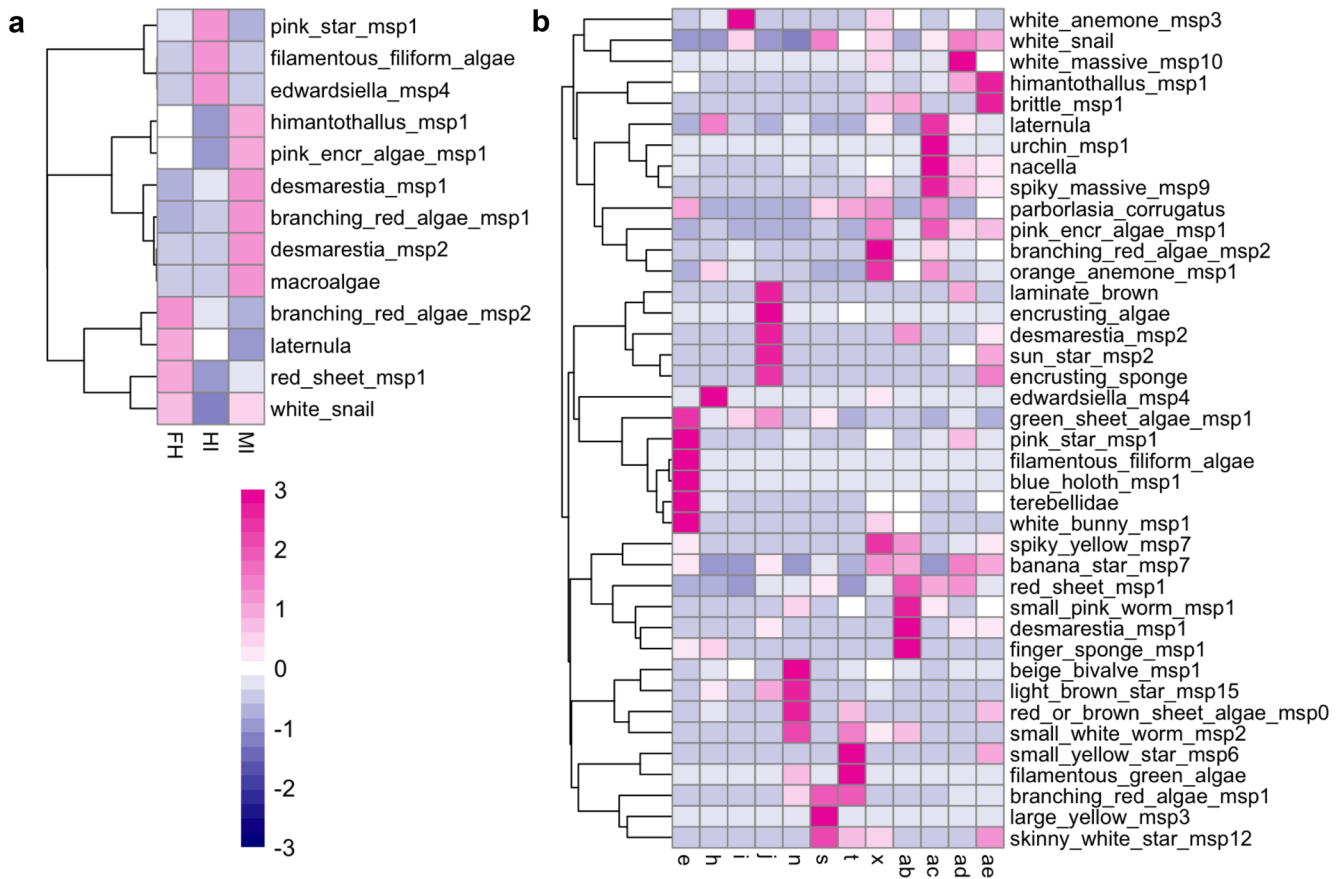 a
pink_star_msp1
filamentous_filiform_algae
edwardsiella_msp4
himantothallus_msp1
pink_encr_algae_msp1
desmarestia_msp1
branching_red_algae_msp1
desmarestia_msp2
macroalgae
branching_red_algae_msp2
laternula
red_sheet_msp1
white_snail
FH HI MI
3
2
1
0
-1
-2
-3
b
white_anemone_msp3
white_snail
white_massive_msp10
himantothallus_msp1
brittle_msp1
laternula
urchin_msp1
nacella
spiky_massive_msp9
parborlasia_corrugatus
pink_encr_algae_msp1
branching_red_algae_msp2
orange_anemone_msp1
laminate_brown
encrusting_algae
desmarestia_msp2
sun_star_msp2
encrusting_sponge
edwardsiella_msp4
green_sheet_algae_msp1
pink_star_msp1
filamentous_filiform_algae
blue_holoth_msp1
terebellidae
white_bunny_msp1
spiky_yellow_msp7
banana_star_msp7
red_sheet_msp1
small_pink_worm_msp1
desmarestia_msp1
finger_sponge_msp1
beige_bivalve_msp1
light_brown_star_msp15
red_or_brown_sheet_algae_msp0
small_white_worm_msp2
small_yellow_star_msp6
filamentous_green_algae
branching_red_algae_msp1
large_yellow_msp3
skinny_white_star_msp12
e h i j n s t x ab ac ad ae